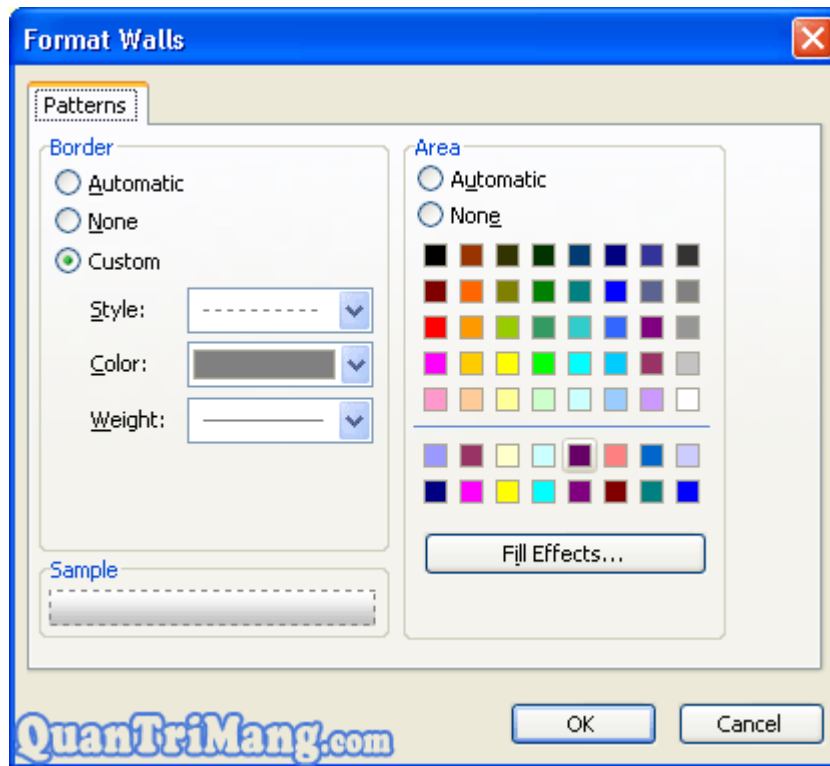 Format Walls
Patterns
Border
Automatic
None
Custom
Style:
Color:
Weight:
Sample
Area
Automatic
None
Fill Effects...
OK
Cancel
QuanTriMang.com